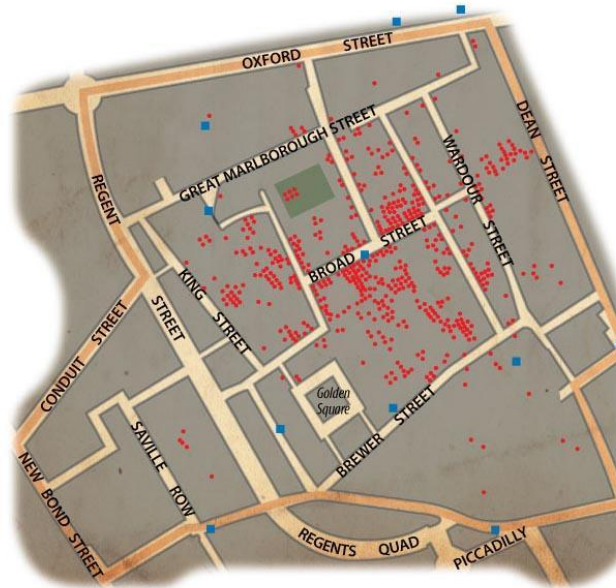 OXFORD STREET
GREAT MARLBOROUGH STREET
DEAN STREET
WARDOUR STREET
REGENT STREET
KING STREET
BROAD STREET
CONDUIT STREET
Golden
Square
SAVILLE ROW
BREWER STREET
NEW BOND STREET
REGENTS QUAD
PICCADILLY